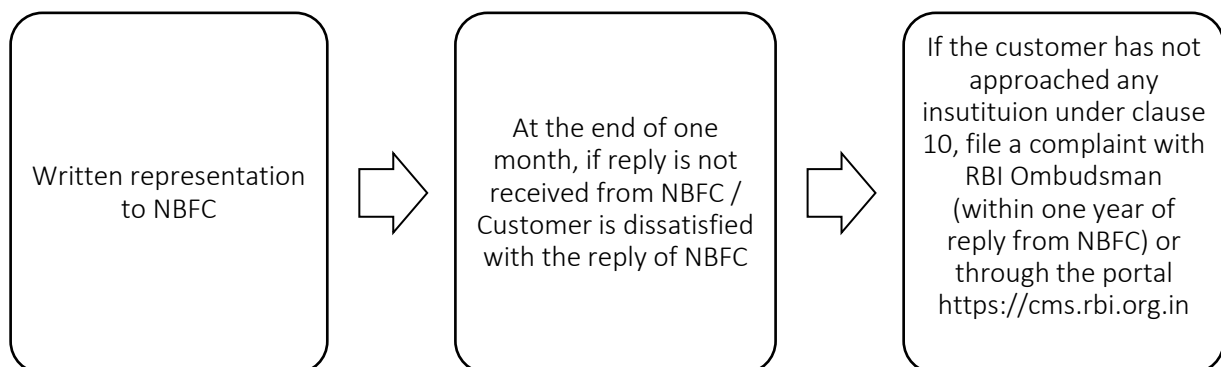 Written representation
to NBFC
At the end of one
month, if reply is not
received from NBFC /
Customer is dissatisfied
with the reply of NBFC
If the customer has not
approached any
insutituion under clause
10, file a complaint with
RBI Ombudsman
(within one year of
reply from NBFC) or
through the portal
https://cms.rbi.org.in